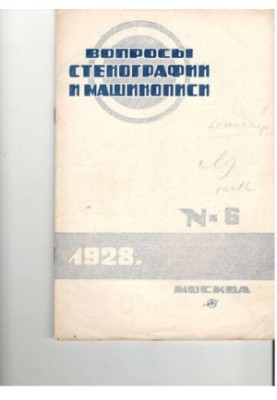 ВОПРОСЫ
СТЕНОГРАФИИ
И МАШИНОПИСИ
№ 6
1928.
МОСКВА